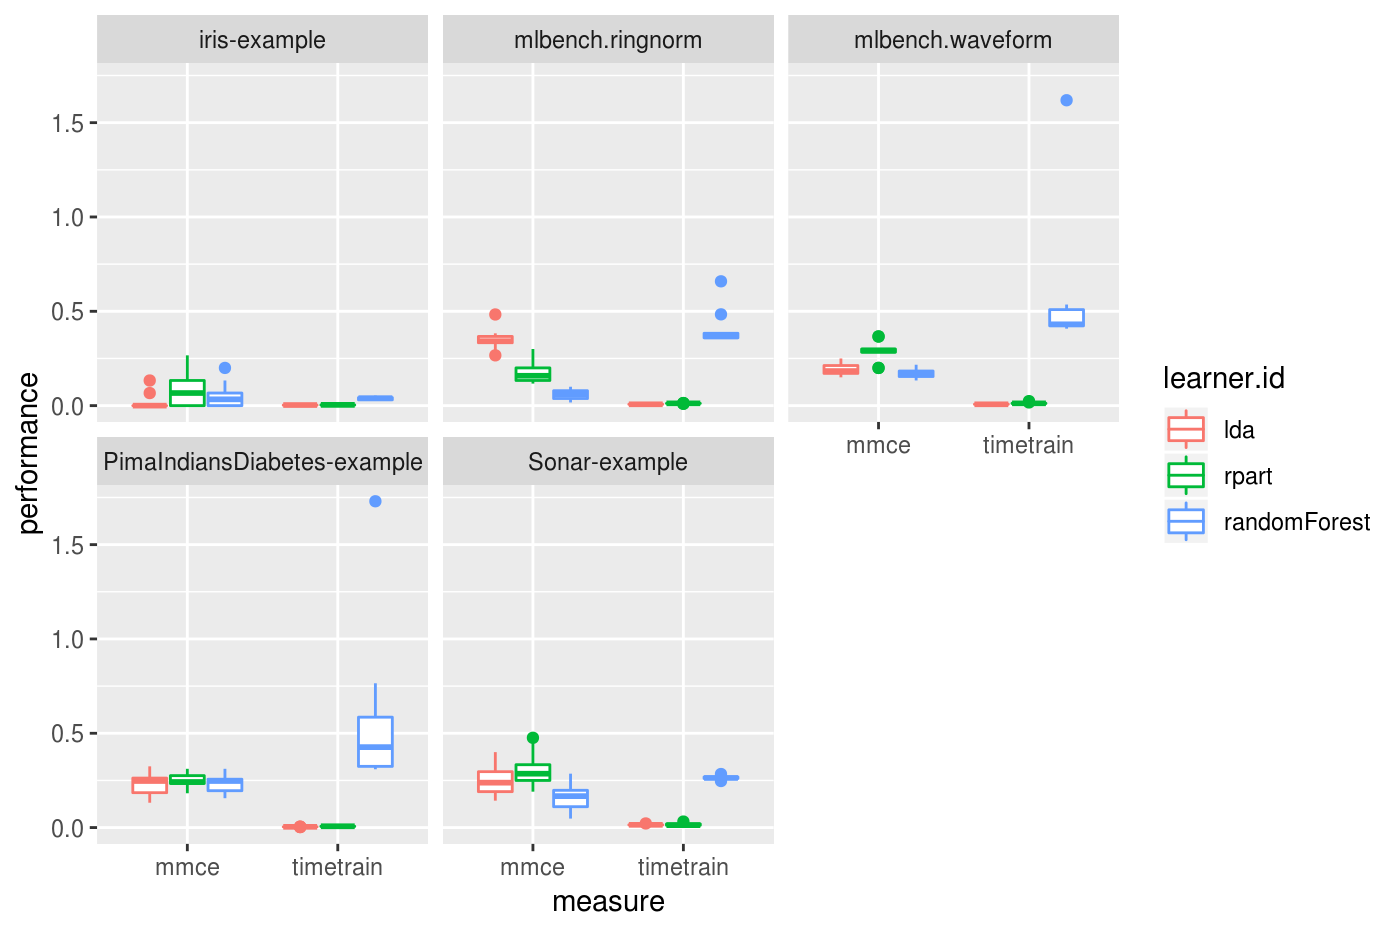 iris-example
mlbench.ringnorm
mlbench.waveform
1.5
1.0
0.5
0.0
mmce
timetrain
PimaIndiansDiabetes-example
Sonar-example
1.5
1.0
0.5
0.0
mmce
timetrain
mmce
timetrain
measure
performance
learner.id
lda
rpart
randomForest